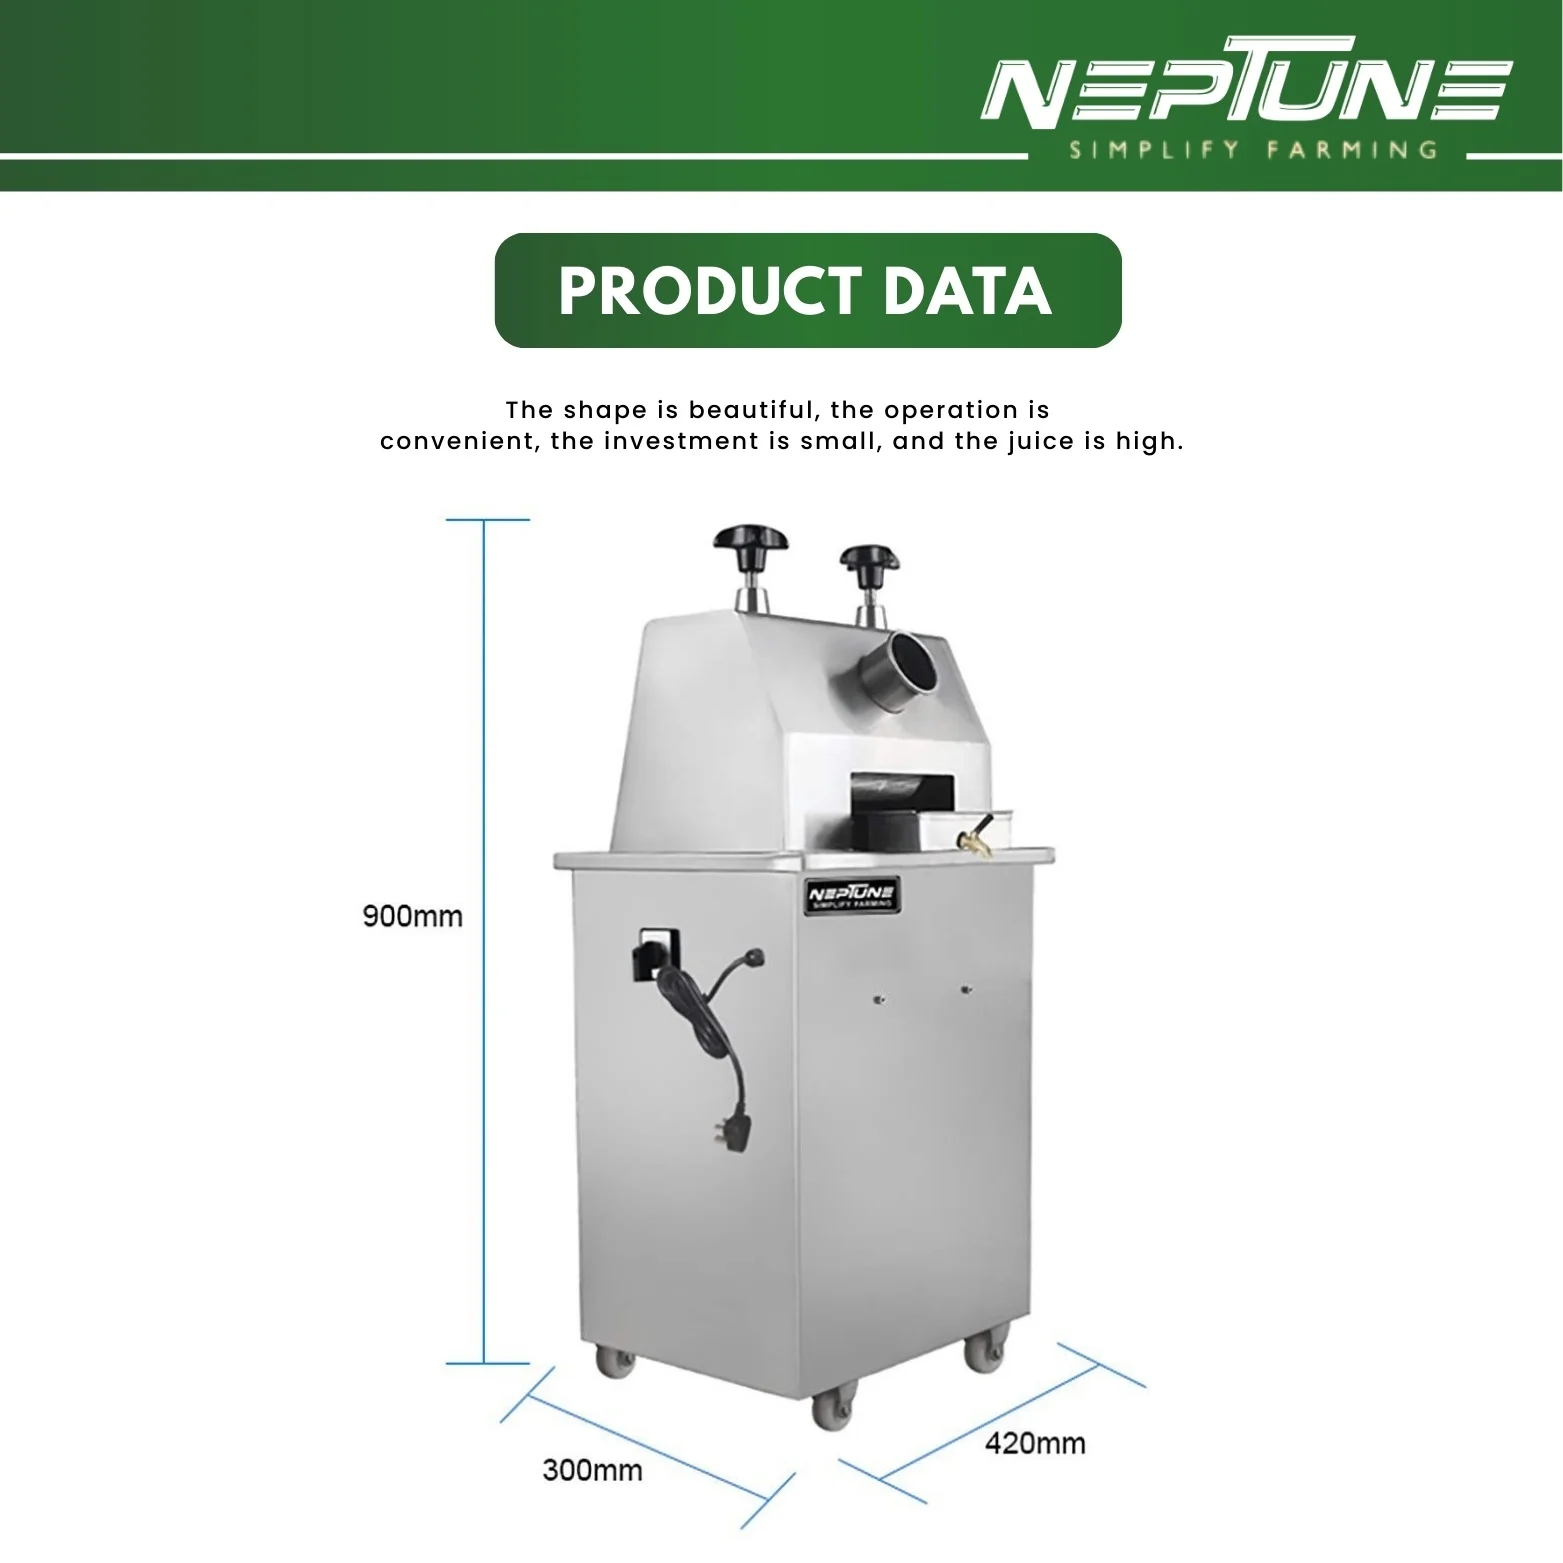 NEPTUNE
SIMPLIFY FARMING
PRODUCT DATA
The shape is beautiful, the operation is
convenient, the investment is small, and the juice is high.
900mm
NEPTUNE
SIMPLIFY FARMING
420mm
300mm